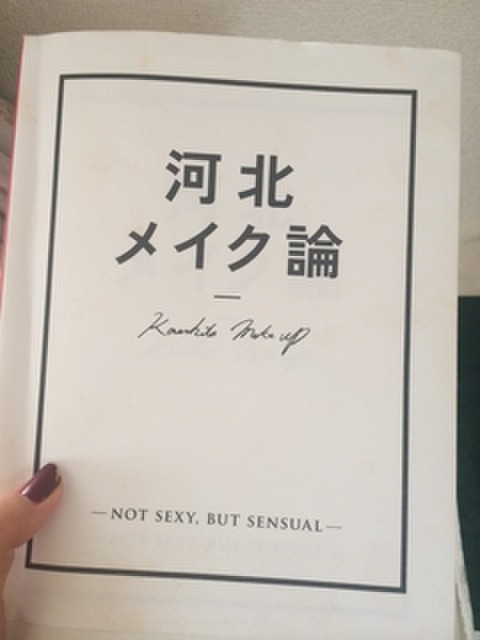 河北
メイク論
Kawakita Make up
—NOT SEXY, BUT SENSUAL—